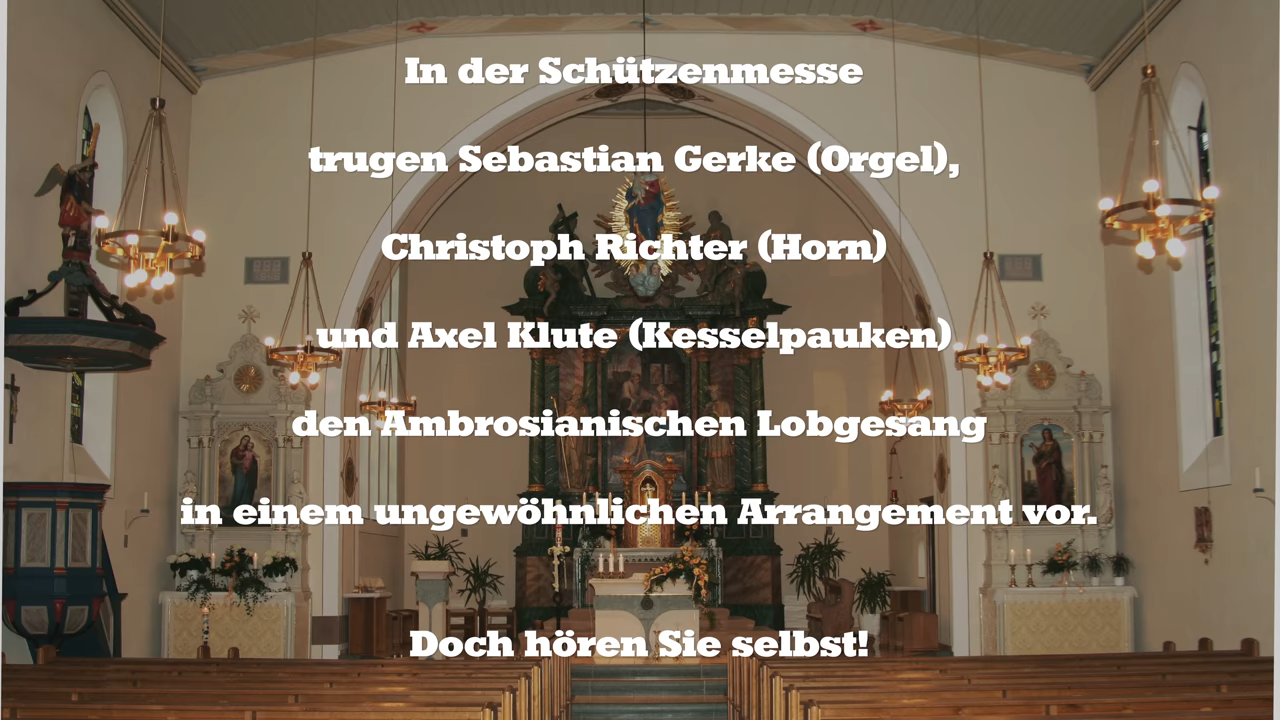 In der Schützenmesse
trugen Sebastian Gerke (Orgel),
Christoph Richter (Horn)
und Axel Klute (Kesselpauken)
den Ambrosianischen Lobgesang
in einem ungewöhnlichen Arrangement vor.
Doch hören Sie selbst!